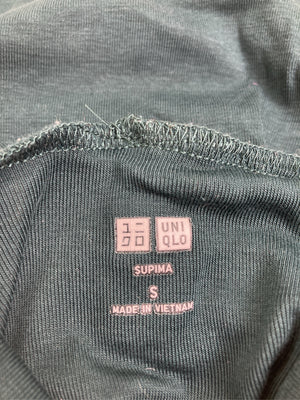 ユニ UNI
クロ QLO
SUPIMA
S
MADE IN VIETNAM